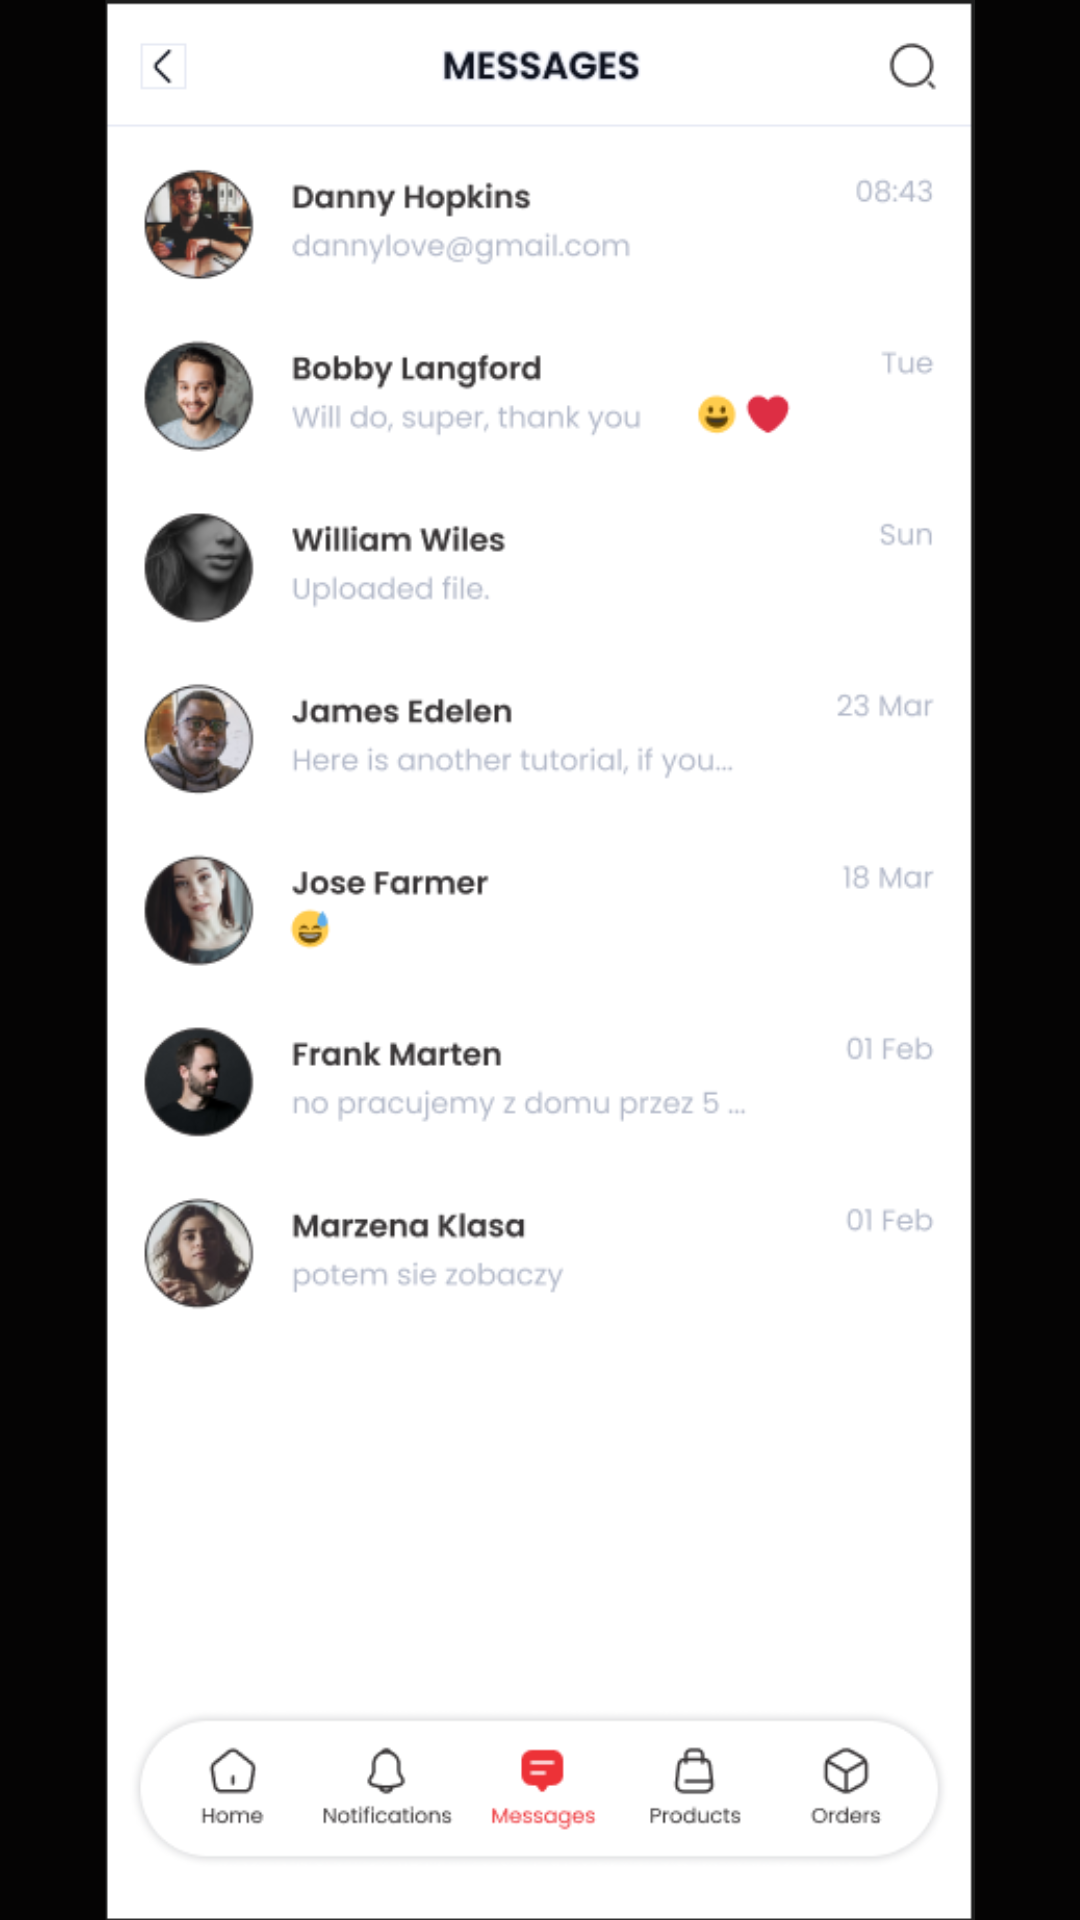 MESSAGES
Danny Hopkins
08:43
dannylove@gmail.com
Bobby Langford
Tue
Will do, super, thank you 😃 ❤️
William Wiles
Sun
Uploaded file.
James Edelen
23 Mar
Here is another tutorial, if you...
Jose Farmer
18 Mar
😅
Frank Marten
01 Feb
no pracujemy z domu przez 5 ...
Marzena Klasa
01 Feb
potem sie zobaczy
Home
Notifications
Messages
Products
Orders